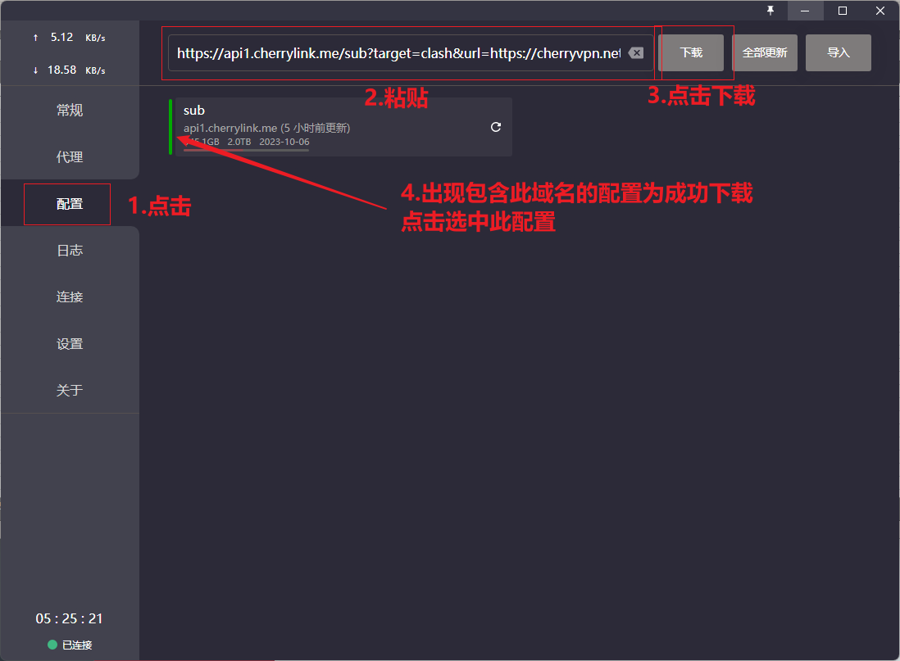 ↑ 5.12 KB/s
↓ 18.58 KB/s
https://api1.cherrylink.me/sub?target=clash&url=https://cherryvpn.ne
下载
全部更新
导入
2.粘贴
3.点击下载
常规
代理
配置
日志
连接
设置
关于
1.点击
sub
api1.cherrylink.me (5 小时前更新)
2.0TB 2023-10-06
4.出现包含此域名的配置为成功下载
点击选中此配置
05 : 25 : 21
已连接